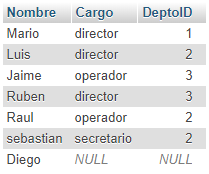 Nombre Cargo DeptoID
Mario director 1
Luis director 2
Jaime operador 3
Ruben director 3
Raul operador 2
sebastian secretario 2
Diego NULL NULL